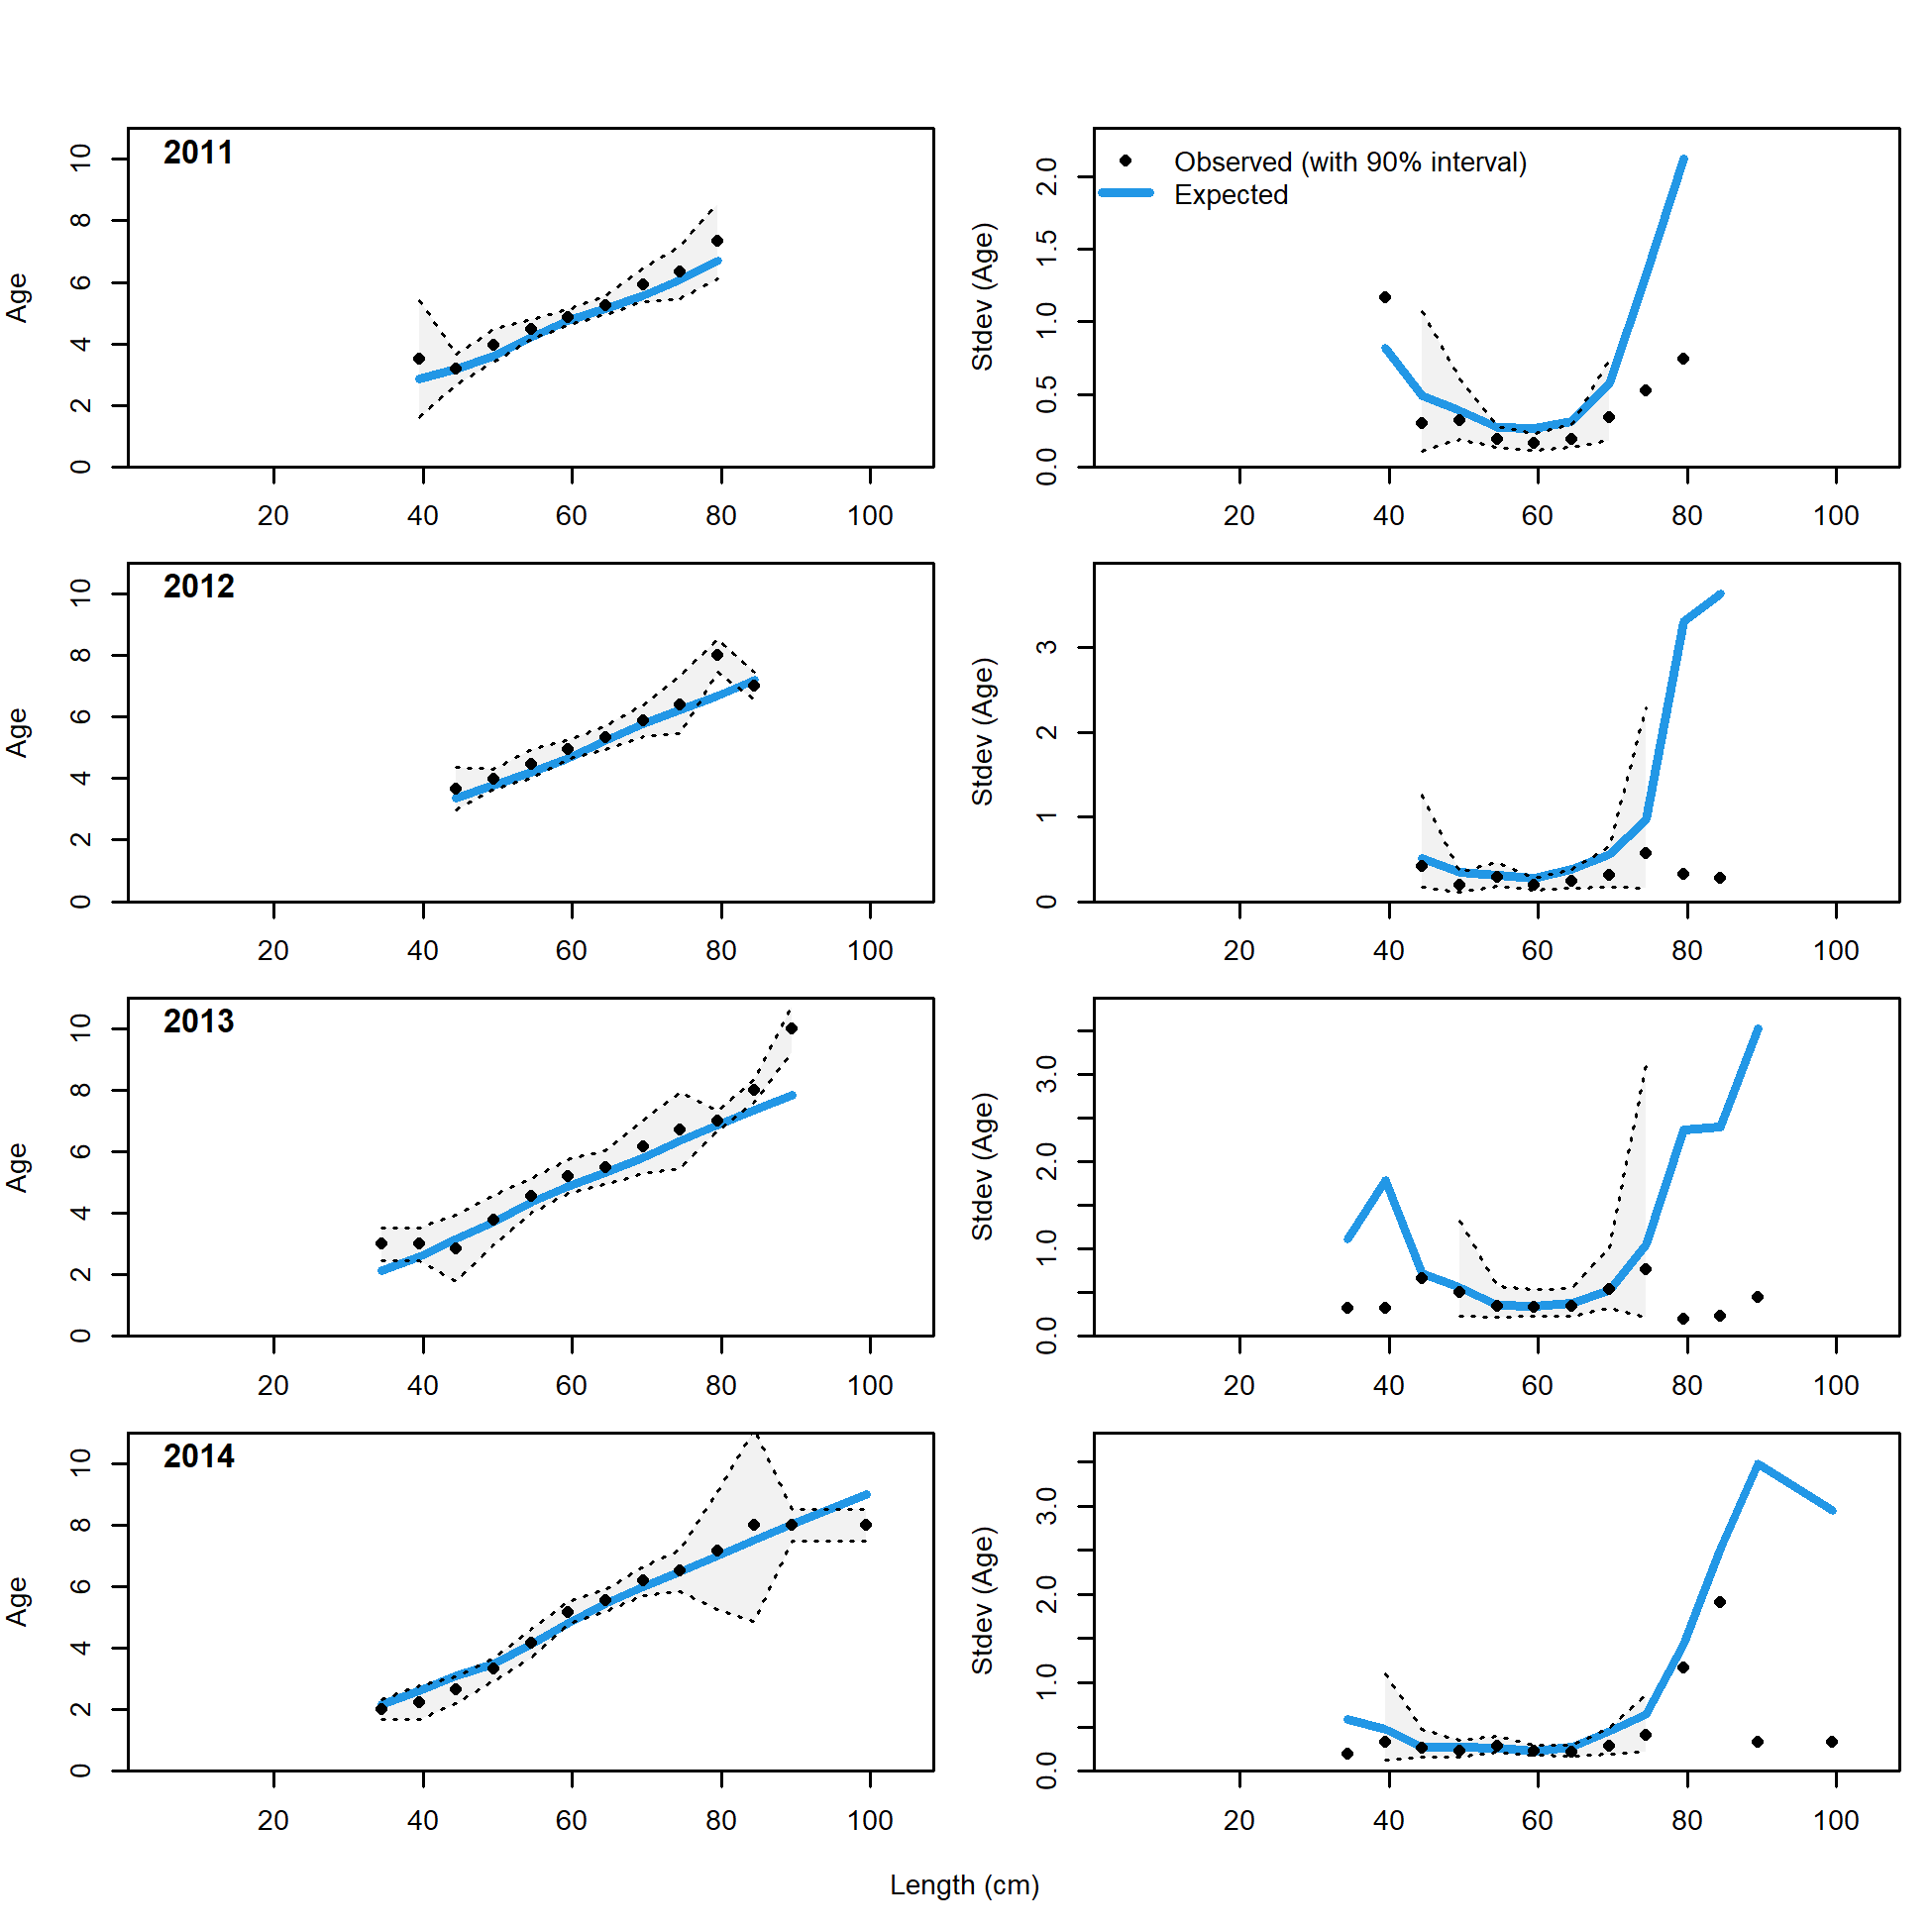 2011
Age
0 2 4 6 8 10
20 40 60 80 100
Observed (with 90% interval)
Expected
Stdev (Age)
0.0 0.5 1.0 1.5 2.0
20 40 60 80 100
2012
Age
0 2 4 6 8 10
20 40 60 80 100
Stdev (Age)
0 1 2 3
20 40 60 80 100
2013
Age
0 2 4 6 8 10
20 40 60 80 100
Stdev (Age)
0.0 1.0 2.0 3.0
20 40 60 80 100
2014
Age
0 2 4 6 8 10
20 40 60 80 100
Stdev (Age)
0.0 1.0 2.0 3.0
20 40 60 80 100
Length (cm)